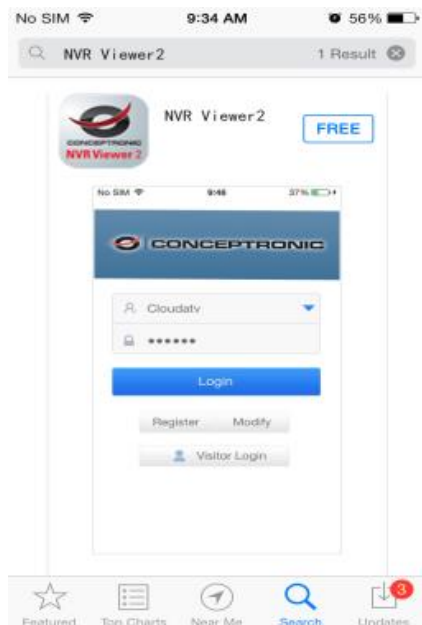 No SIM 9:34 AM 56%
NVR Viewer2 1 Result
NVR Viewer2
FREE
CONCEPTRONIC
NVR Viewer 2
No SIM 9:46 37%
CONCEPTRONIC
Cloudatv
••••••
Login
Register Modify
Visitor Login
3
Featured Top Charts Near Me Search Updates